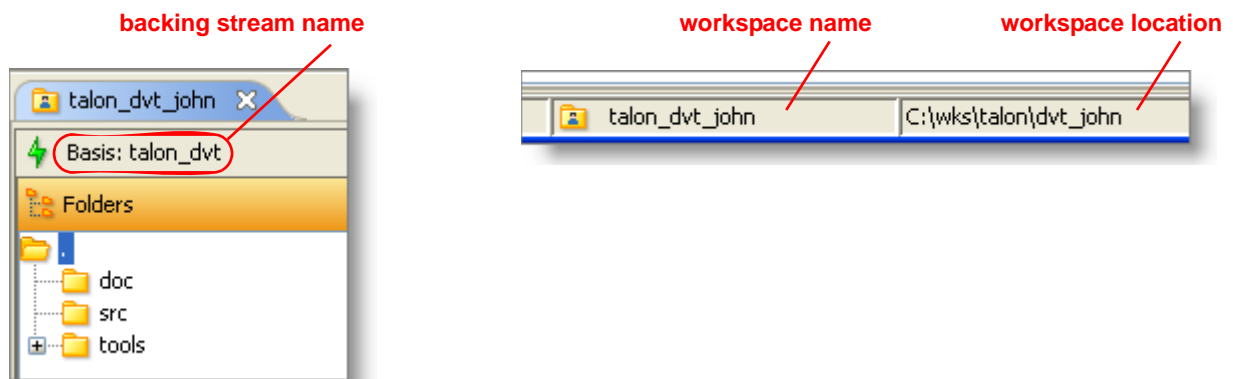 backing stream name
workspace name
workspace location
talon_dvt_john
Basis: talon_dvt
Folders
.
doc
src
tools
talon_dvt_john
C:\wks\talon\dvt_john